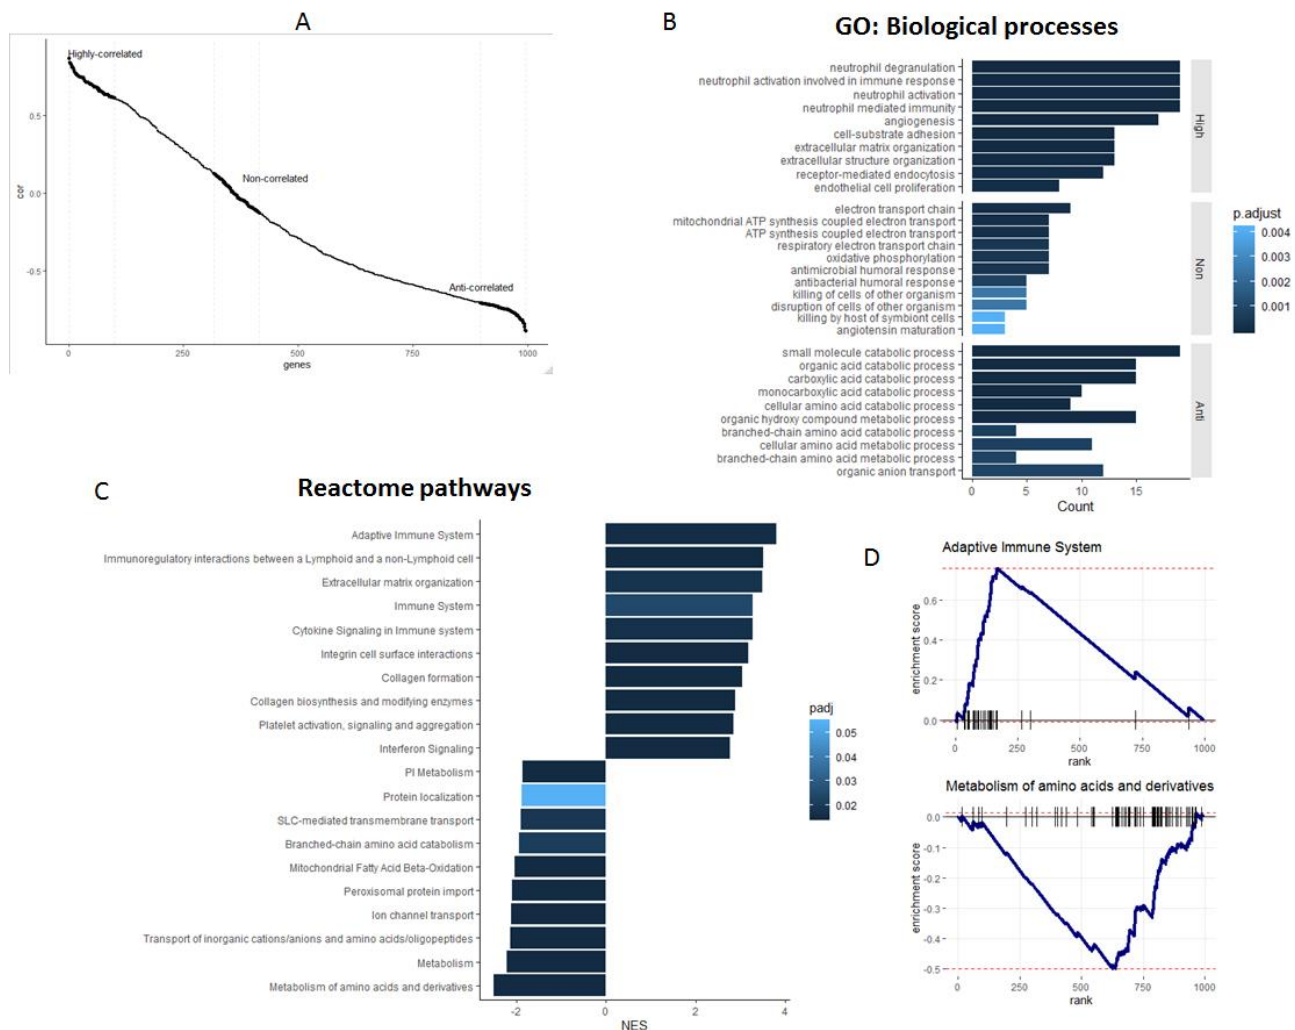 A
Highly-correlated
Non-correlated
Anti-correlated
0.5
0.0
-0.5
cor
0
250
500
750
1000
genes
B
GO: Biological processes
neutrophil degranulation
neutrophil activation involved in immune response
neutrophil activation
neutrophil mediated immunity
angiogenesis
cell-substrate adhesion
extracellular matrix organization
extracellular structure organization
receptor-mediated endocytosis
endothelial cell proliferation
High
electron transport chain
mitochondrial ATP synthesis coupled electron transport
ATP synthesis coupled electron transport
respiratory electron transport chain
oxidative phosphorylation
antimicrobial humoral response
antibacterial humoral response
killing of cells of other organism
disruption of cells of other organism
killing by host of symbiont cells
angiotensin maturation
Non
small molecule catabolic process
organic acid catabolic process
carboxylic acid catabolic process
monocarboxylic acid catabolic process
cellular amino acid catabolic process
organic hydroxy compound metabolic process
branched-chain amino acid catabolic process
cellular amino acid metabolic process
branched-chain amino acid metabolic process
organic anion transport
Anti
0
5
10
15
Count
p.adjust
0.004
0.003
0.002
0.001
C
Reactome pathways
Adaptive Immune System
Immunoregulatory interactions between a Lymphoid and a non-Lymphoid cell
Extracellular matrix organization
Immune System
Cytokine Signaling in Immune system
Integrin cell surface interactions
Collagen formation
Collagen biosynthesis and modifying enzymes
Platelet activation, signaling and aggregation
Interferon Signaling
PI Metabolism
Protein localization
SLC-mediated transmembrane transport
Branched-chain amino acid catabolism
Mitochondrial Fatty Acid Beta-Oxidation
Peroxisomal protein import
Ion channel transport
Transport of inorganic cations/anions and amino acids/oligopeptides
Metabolism
Metabolism of amino acids and derivatives
-2
0
2
4
NES
padj
0.05
0.04
0.03
0.02
D
Adaptive Immune System
0.6
0.4
0.2
0.0
enrichment score
0
250
500
750
1000
rank
Metabolism of amino acids and derivatives
0.0
-0.1
-0.2
-0.3
-0.4
-0.5
enrichment score
0
250
500
750
1000
rank